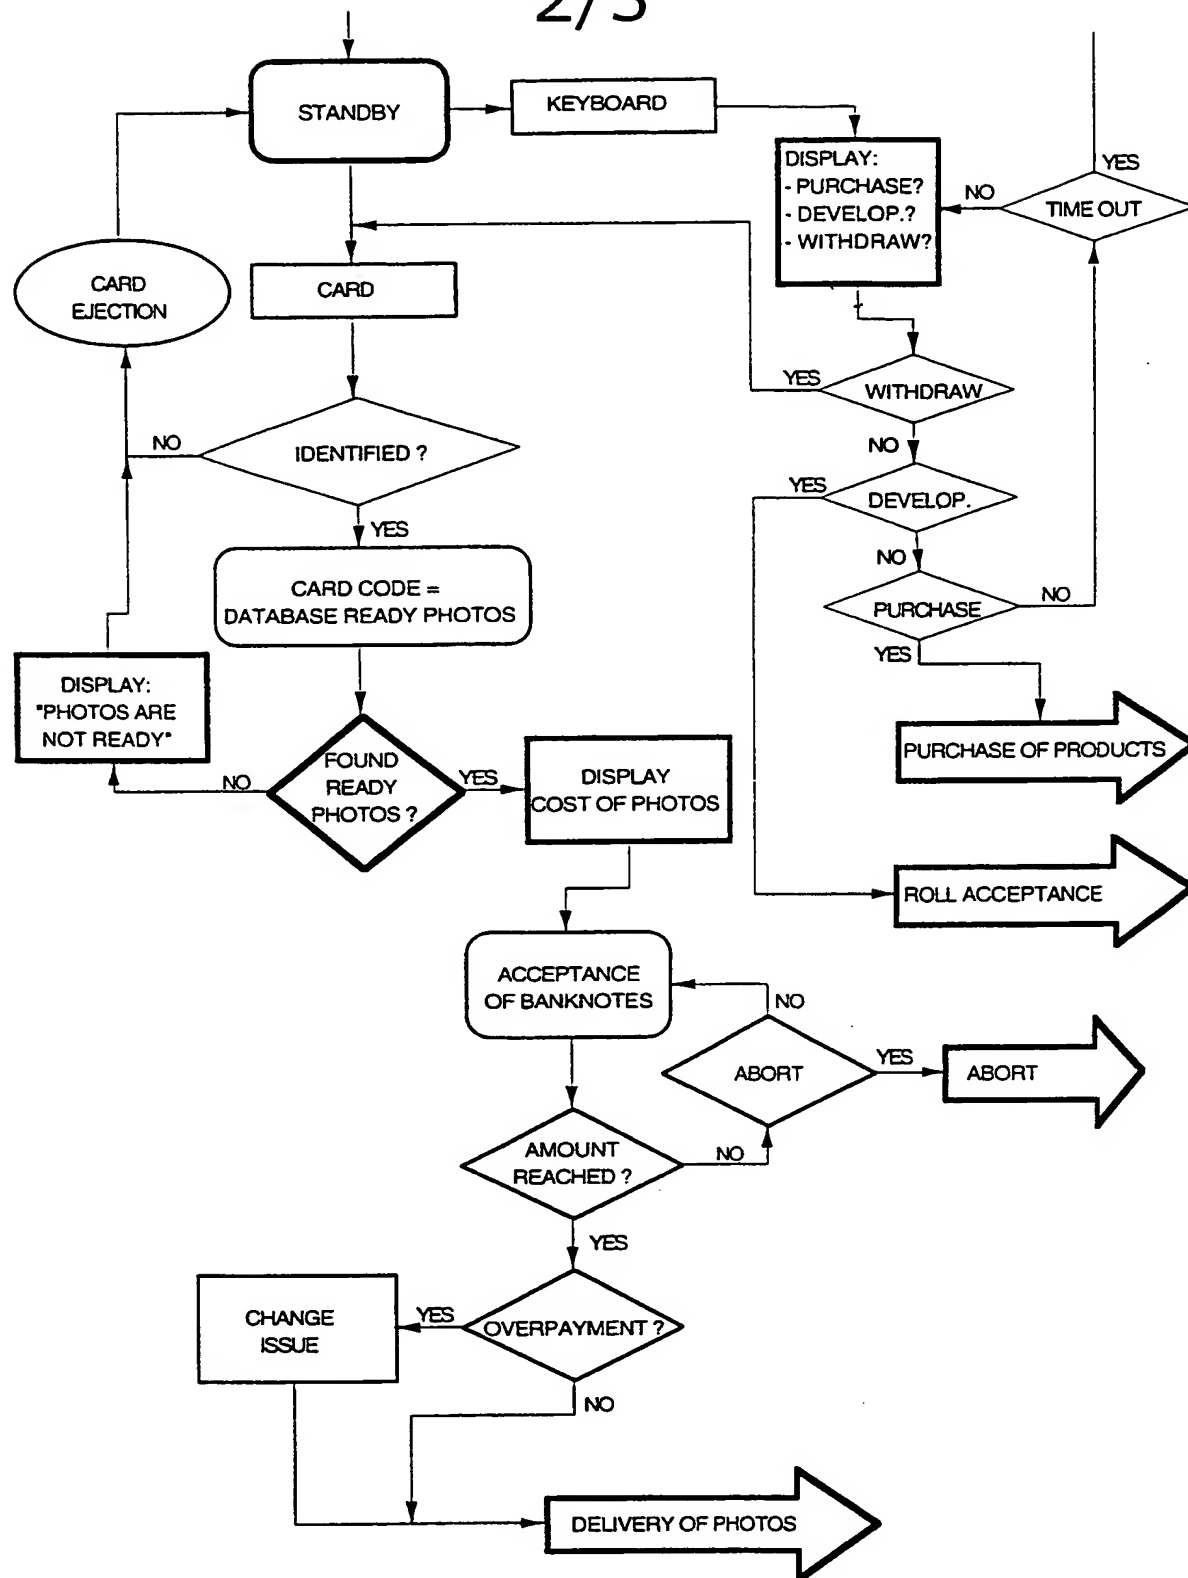 2/3
STANDBY
KEYBOARD
DISPLAY:
- PURCHASE?
- DEVELOP.?
- WITHDRAW?
NO
YES
TIME OUT
CARD
EJECTION
CARD
YES
WITHDRAW
NO
IDENTIFIED ?
NO
YES
DEVELOP.
YES
NO
CARD CODE =
DATABASE READY PHOTOS
PURCHASE
NO
YES
DISPLAY:
"PHOTOS ARE
NOT READY"
PURCHASE OF PRODUCTS
NO
FOUND
READY
PHOTOS ?
YES
DISPLAY
COST OF PHOTOS
ROLL ACCEPTANCE
ACCEPTANCE
OF BANKNOTES
NO
ABORT
YES
ABORT
AMOUNT
REACHED ?
NO
YES
CHANGE
ISSUE
YES
OVERPAYMENT ?
NO
DELIVERY OF PHOTOS